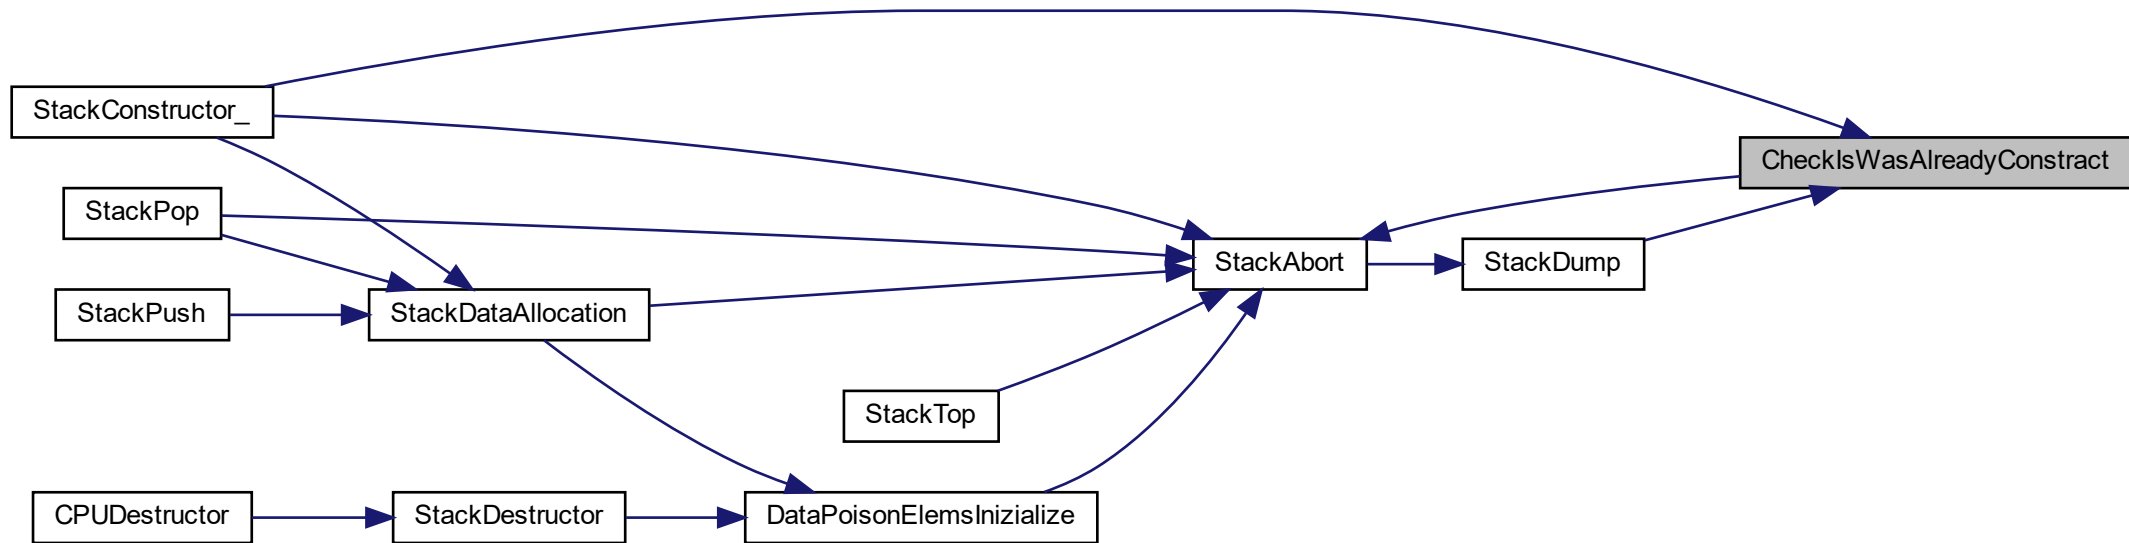 StackConstructor_
CheckIsWasAlreadyConstract
StackPop
StackAbort
StackDump
StackPush
StackDataAllocation
StackTop
CPUDestructor
StackDestructor
DataPoisonElemsInizialize